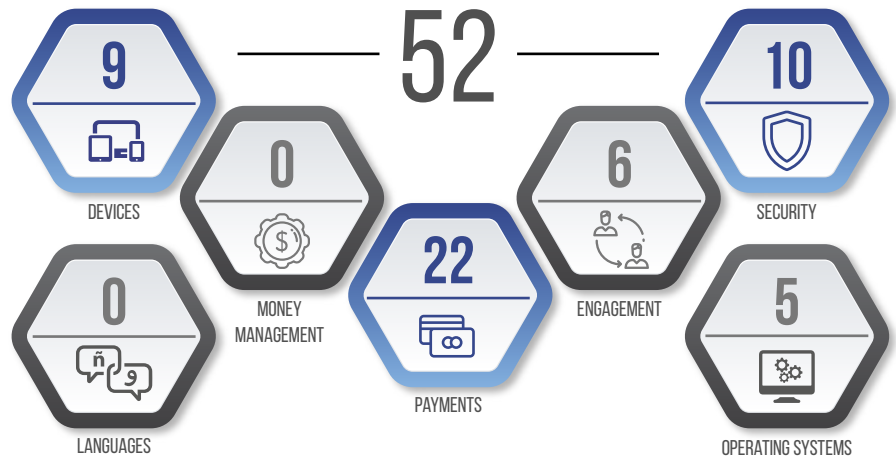 52
9
DEVICES
10
SECURITY
0
$
MONEY
MANAGEMENT
6
ENGAGEMENT
22
PAYMENTS
0
ñ
و
LANGUAGES
5
OPERATING SYSTEMS